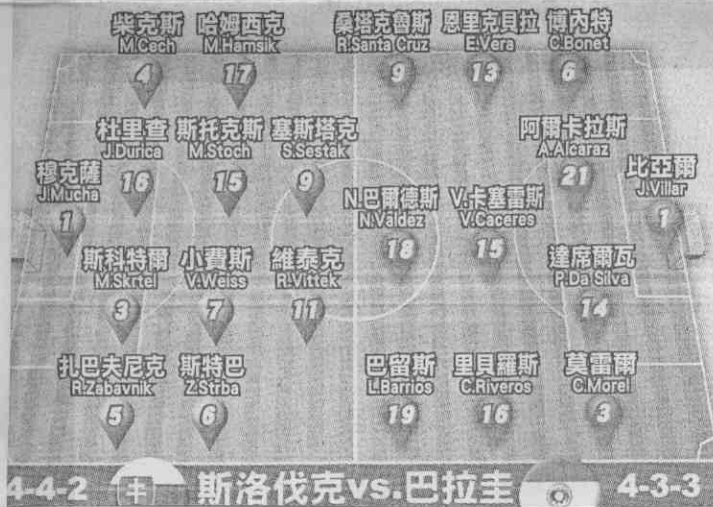 柴克斯 哈姆西克 桑塔克魯斯 恩里克貝拉 博內特
M.Cech M.Hamsik R.Santa Cruz E.Vera C.Bonet
4 17 9 13 6
杜里查 斯托克斯 塞斯塔克 阿爾卡拉斯
J.Durica M.Stoch S.Sestak A.Alcaraz
16 15 9 21
穆克薩 比亞爾
J.Mucha J.Villar
1 1
N.巴爾德斯 V.卡塞雷斯
N.Valdez V.Caceres
18 15
斯科特爾 小費斯 維泰克 達席爾瓦
M.Skrtel V.Weiss R.Vittek P.Da Silva
3 7 11 14
扎巴夫尼克 斯特巴 巴留斯 里貝羅斯 莫雷爾
R.Zabavnik Z.Strba L.Barrios C.Riveros C.Morel
5 6 19 16 3
4-4-2 斯洛伐克vs.巴拉圭 4-3-3